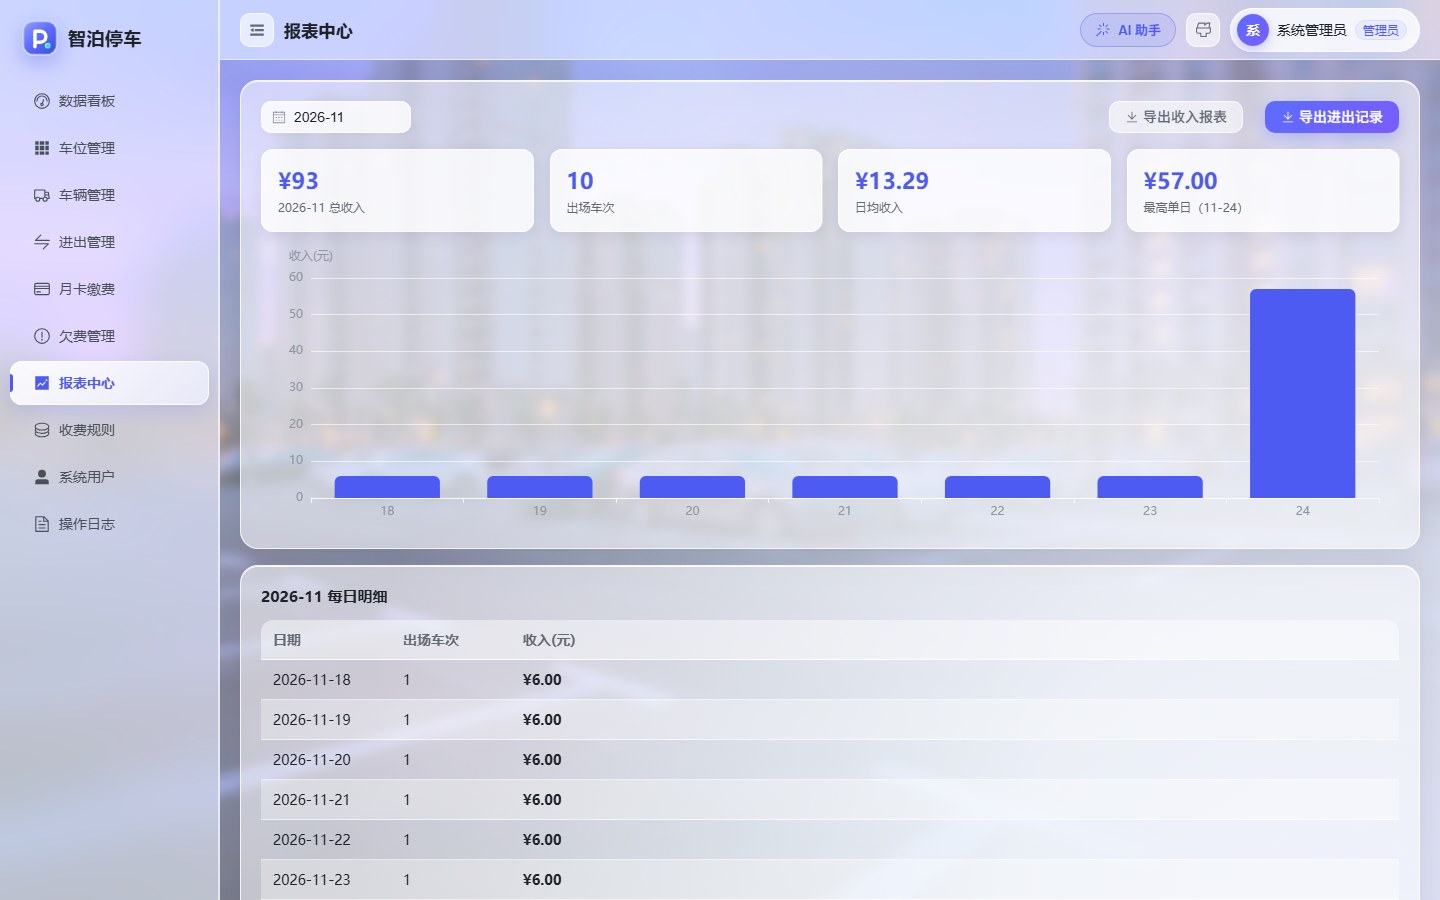 智泊停车
报表中心
AI 助手
系
系统管理员
管理员
数据看板
车位管理
车辆管理
进出管理
月卡缴费
欠费管理
报表中心
收费规则
系统用户
操作日志
2026-11
导出收入报表
导出进出记录
¥93
2026-11 总收入
10
出场车次
¥13.29
日均收入
¥57.00
最高单日（11-24）
收入(元)
60
50
40
30
20
10
0
18 19 20 21 22 23 24
2026-11 每日明细
日期 出场车次 收入(元)
2026-11-18 1 ¥6.00
2026-11-19 1 ¥6.00
2026-11-20 1 ¥6.00
2026-11-21 1 ¥6.00
2026-11-22 1 ¥6.00
2026-11-23 1 ¥6.00